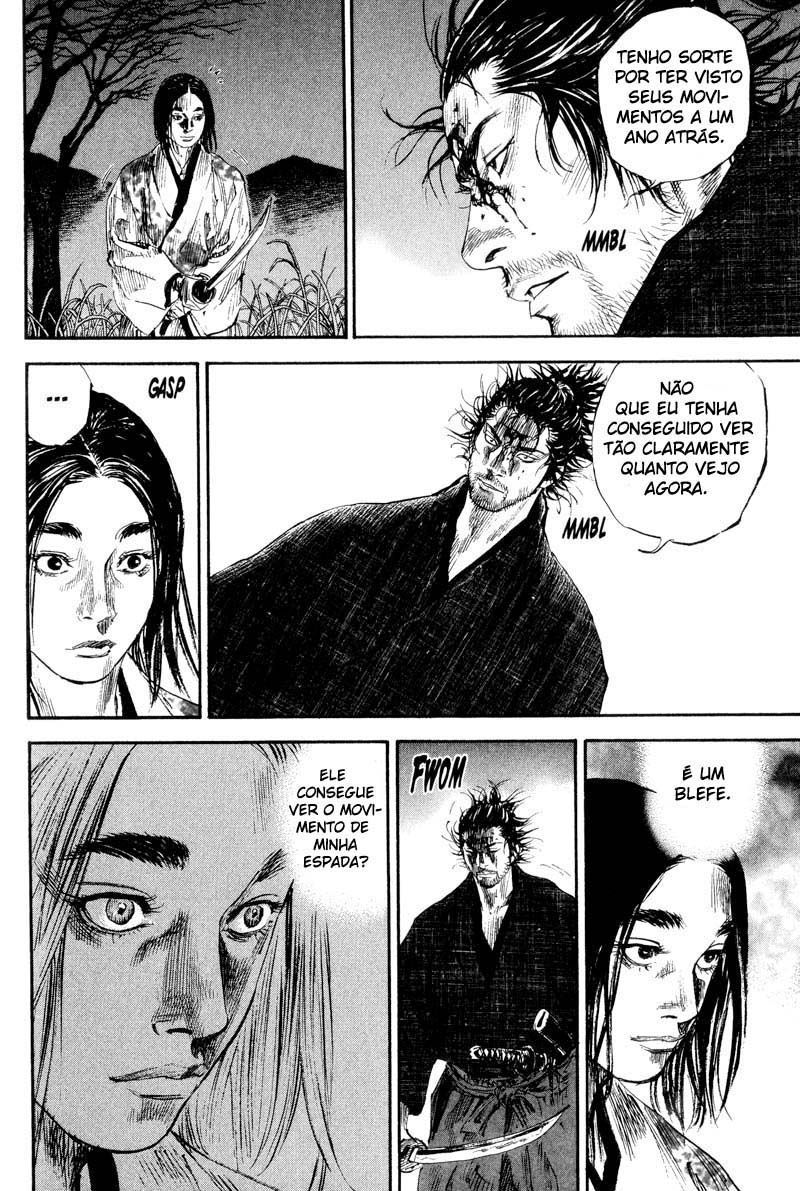 TENHO SORTE
POR TER VISTO
SEUS MOVI-
MENTOS A UM
ANO ATRÁS.
MMBL
NÃO
QUE EU TENHA
CONSEGUIDO VER
TÃO CLARAMENTE
QUANTO VEJO
AGORA.
MMBL
...
GASP
É UM
BLEFE.
FWOM
ELE
CONSEGUE
VER O MOVI-
MENTO DE
MINHA
ESPADA?